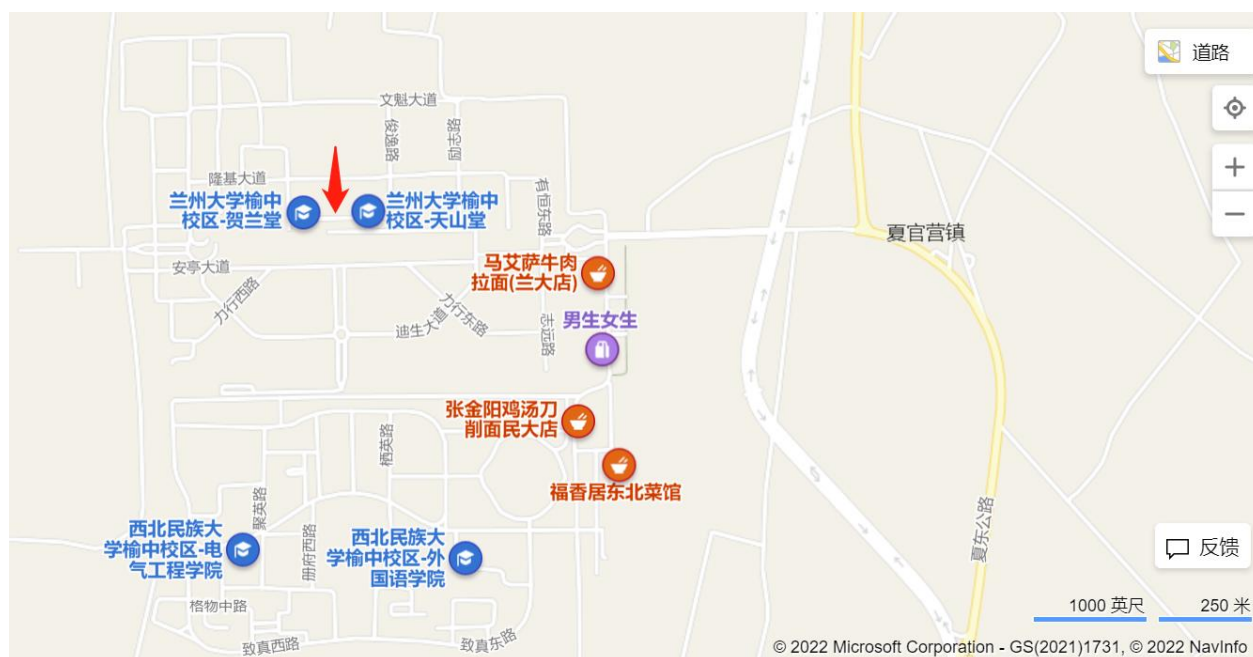 道路
文魁大道
俊逸路
路志固
隆基大道
兰州大学榆中
校区-贺兰堂
兰州大学榆中
校区-天山堂
有恒东路
夏官营镇
安亭大道
马艾萨牛肉
拉面(兰大店)
力行西路
迪生大道
力行东路
志远路
男生女生
张金阳鸡汤刀
削面民大店
栖英路
福香居东北菜馆
聚英路
西北民族大
学榆中校区-电
气工程学院
册府西路
西北民族大
学榆中校区-外
国语学院
夏东公路
反馈
格物中路
1000 英尺
250 米
致真西路
致真东路
© 2022 Microsoft Corporation - GS(2021)1731, © 2022 NavInfo